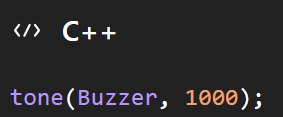 </> C++
tone(Buzzer, 1000);